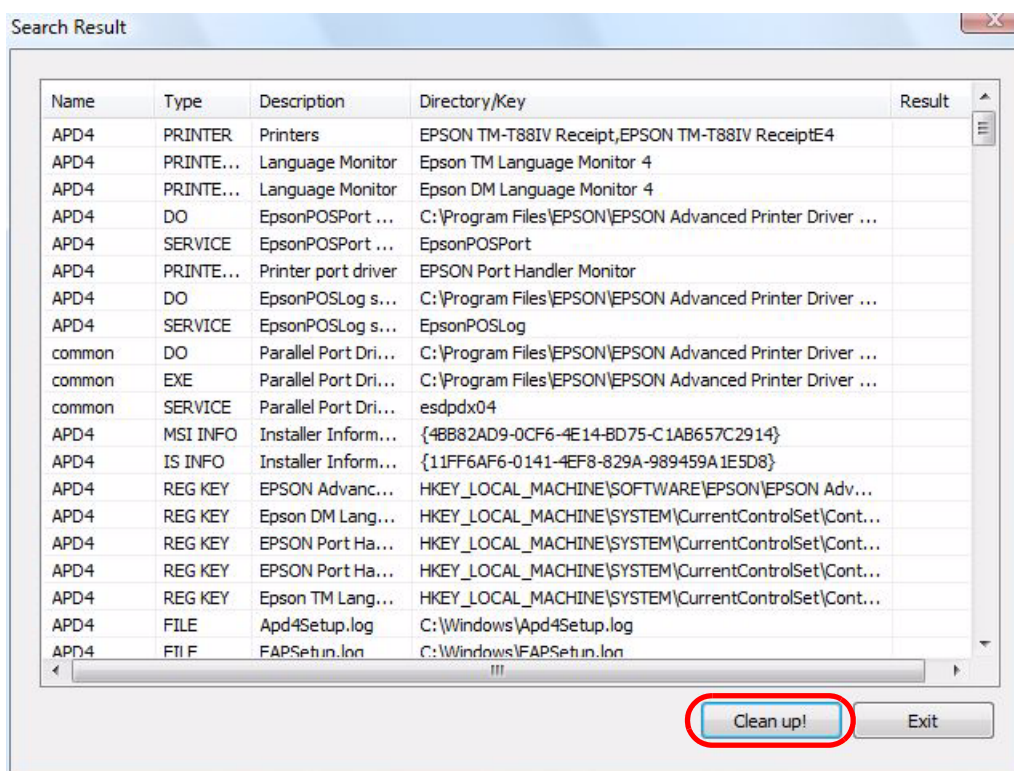 Search Result
Name Type Description Directory/Key Result
APD4 PRINTER Printers EPSON TM-T88IV Receipt,EPSON TM-T88IV ReceiptE4
APD4 PRINTE... Language Monitor Epson TM Language Monitor 4
APD4 PRINTE... Language Monitor Epson DM Language Monitor 4
APD4 DO EpsonPOSPort ... C:\Program Files\EPSON\EPSON Advanced Printer Driver ...
APD4 SERVICE EpsonPOSPort ... EpsonPOSPort
APD4 PRINTE... Printer port driver EPSON Port Handler Monitor
APD4 DO EpsonPOSLog s... C:\Program Files\EPSON\EPSON Advanced Printer Driver ...
APD4 SERVICE EpsonPOSLog s... EpsonPOSLog
common DO Parallel Port Dri... C:\Program Files\EPSON\EPSON Advanced Printer Driver ...
common EXE Parallel Port Dri... C:\Program Files\EPSON\EPSON Advanced Printer Driver ...
common SERVICE Parallel Port Dri... esdpdx04
APD4 MSI INFO Installer Inform... {4BB82AD9-0CF6-4E14-BD75-C1AB657C2914}
APD4 IS INFO Installer Inform... {11FF6AF6-0141-4EF8-829A-989459A1E5D8}
APD4 REG KEY EPSON Advanc... HKEY_LOCAL_MACHINE\SOFTWARE\EPSON\EPSON Adv...
APD4 REG KEY Epson DM Lang... HKEY_LOCAL_MACHINE\SYSTEM\CurrentControlSet\Cont...
APD4 REG KEY EPSON Port Ha... HKEY_LOCAL_MACHINE\SYSTEM\CurrentControlSet\Cont...
APD4 REG KEY EPSON Port Ha... HKEY_LOCAL_MACHINE\SYSTEM\CurrentControlSet\Cont...
APD4 REG KEY Epson TM Lang... HKEY_LOCAL_MACHINE\SYSTEM\CurrentControlSet\Cont...
APD4 FILE Apd4Setup.log C:\Windows\Apd4Setup.log
APD4 FILE EAPSetup.log C:\Windows\EAPSetup.log
Clean up! Exit